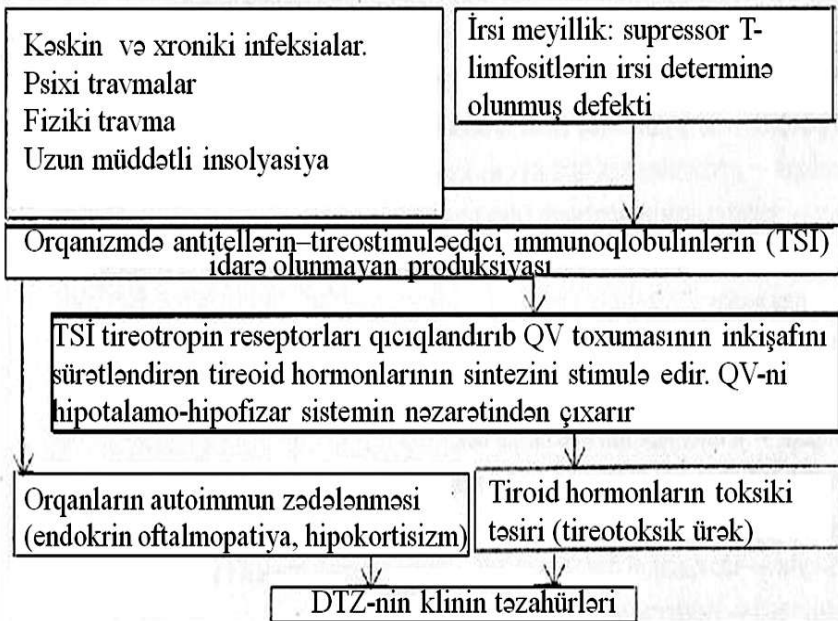 Kəskin və xroniki infeksialar.
Psixi travmalar
Fiziki travma
Uzun müddətli insolyasiya
İrsi meyillik: supressor T-
limfositlərin irsi determinə
olunmuş defekti
Orqanizmdə antitellərin–tireostimuləedici immunoqlobulinlərin (TSİ)
idarə olunmayan produksiyası
TSİ tireotropin reseptorları qıcıqlandırıb QV toxumasının inkişafını
sürətləndirən tireoid hormonlarının sintezini stimulə edir. QV-ni
hipotalamo-hipofizar sistemin nəzarətindən çıxarır
Orqanların autoimmun zədələnməsi
(endokrin oftalmopatiya, hipokortisizm)
Tiroid hormonların toksiki
təsiri (tireotoksik ürək)
DTZ-nin klinin təzahürləri